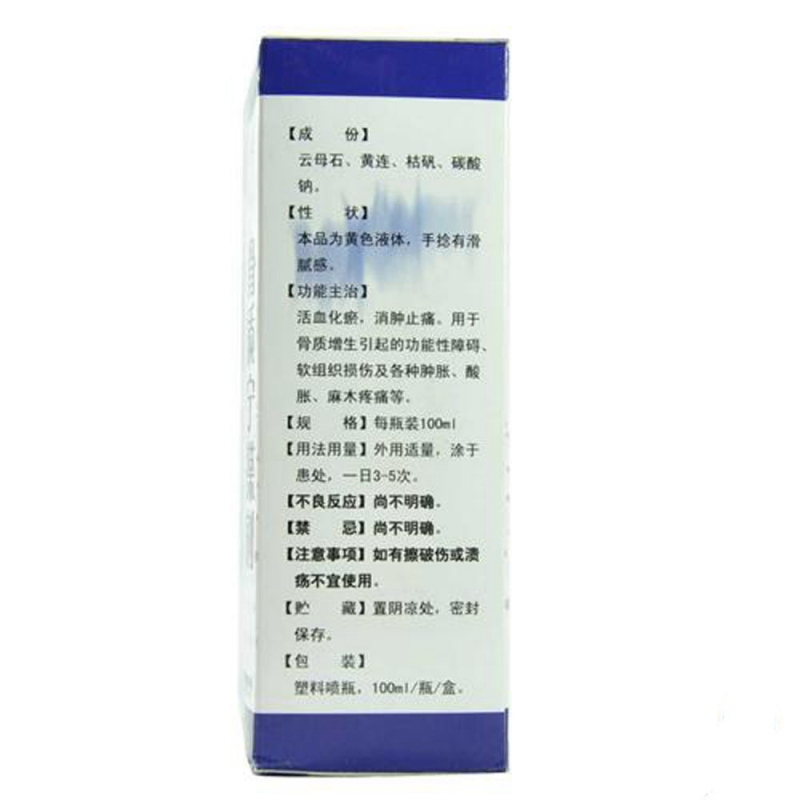 【成　份】
云母石、黄连、枯矾、碳酸
钠。
【性　状】
本品为黄色液体，手捻有滑
腻感。
【功能主治】
活血化瘀，消肿止痛。用于
骨质增生引起的功能性障碍、
软组织损伤及各种肿胀、酸
胀、麻木疼痛等。
【规　格】每瓶装100ml
【用法用量】外用适量，涂于
患处，一日3-5次。
【不良反应】尚不明确。
【禁　忌】尚不明确。
【注意事项】如有擦破伤或溃
疡不宜使用。
【贮　藏】置阴凉处，密封
保存。
【包　装】
塑料喷瓶，100ml/瓶/盒。